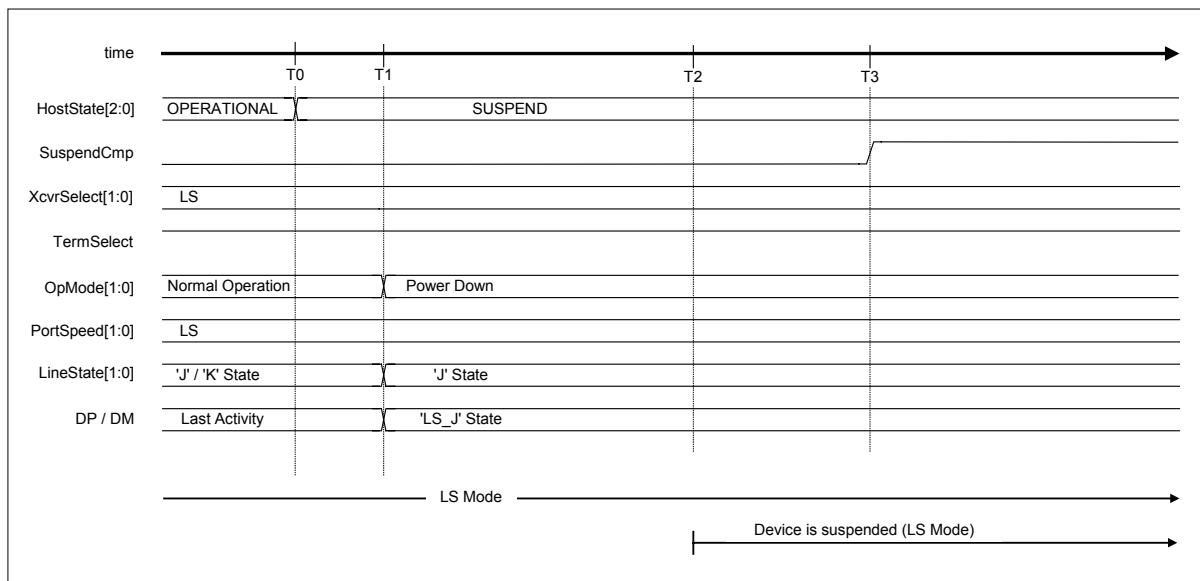 time
T0 T1 T2 T3
HostState[2:0] OPERATIONAL SUSPEND
SuspendCmp
XcvrSelect[1:0] LS
TermSelect
OpMode[1:0] Normal Operation Power Down
PortSpeed[1:0] LS
LineState[1:0] 'J' / 'K' State 'J' State
DP / DM Last Activity 'LS_J' State
LS Mode
Device is suspended (LS Mode)